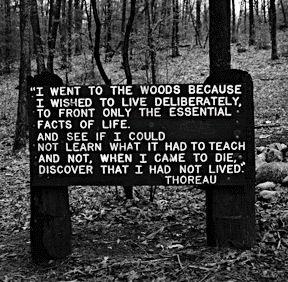 "I WENT TO THE WOODS BECAUSE
I WISHED TO LIVE DELIBERATELY,
TO FRONT ONLY THE ESSENTIAL
FACTS OF LIFE.
AND SEE IF I COULD
NOT LEARN WHAT IT HAD TO TEACH
AND NOT, WHEN I CAME TO DIE,
DISCOVER THAT I HAD NOT LIVED."
THOREAU